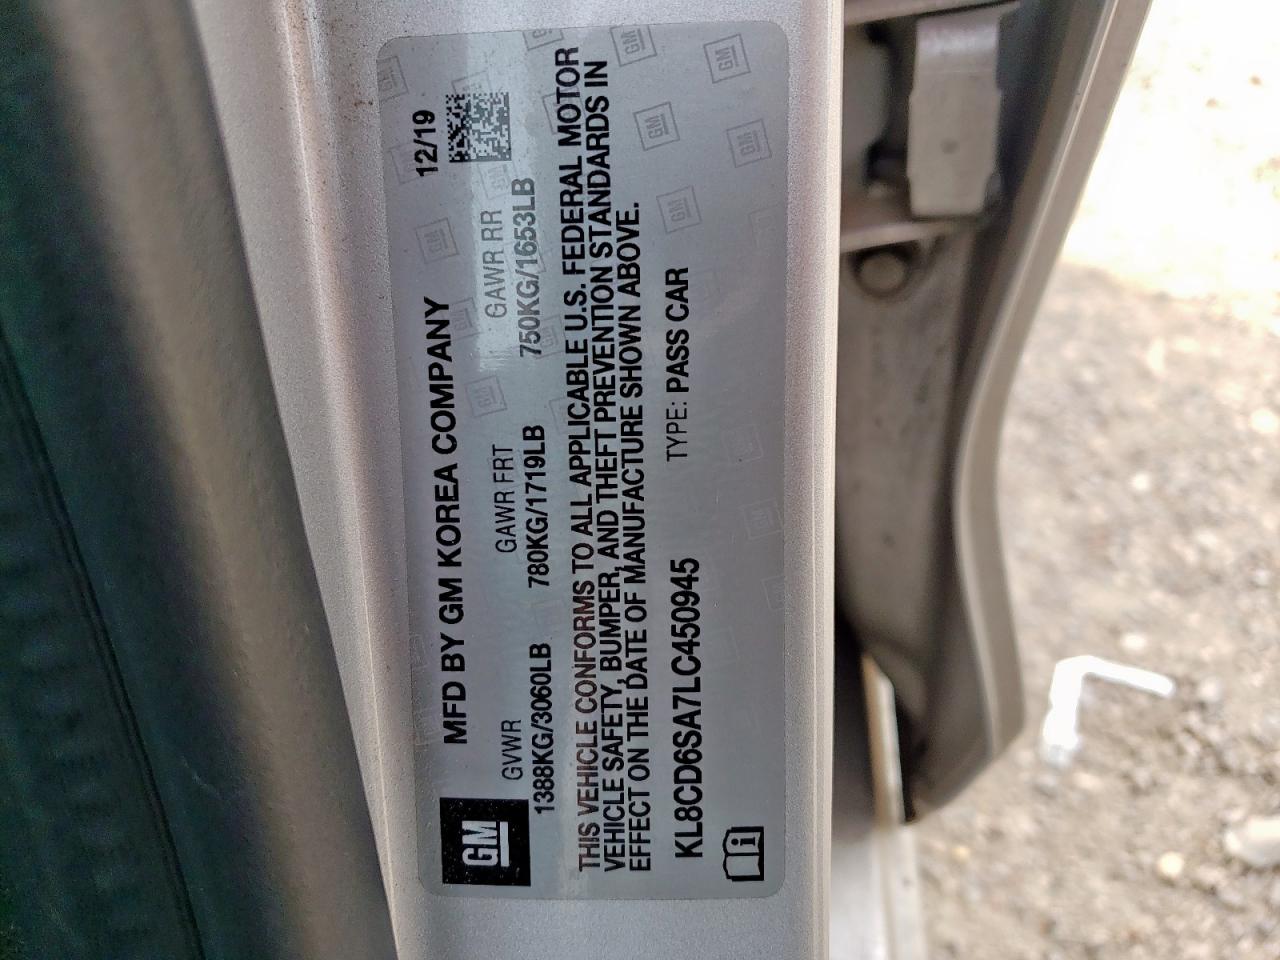 MFD BY GM KOREA COMPANY 12/19
GM
GVWR GAWR FRT GAWR RR
1388KG/3060LB 780KG/1719LB 750KG/1653LB
THIS VEHICLE CONFORMS TO ALL APPLICABLE U.S. FEDERAL MOTOR
VEHICLE SAFETY, BUMPER, AND THEFT PREVENTION STANDARDS IN
EFFECT ON THE DATE OF MANUFACTURE SHOWN ABOVE.
KL8CD6SA7LC450945 TYPE: PASS CAR